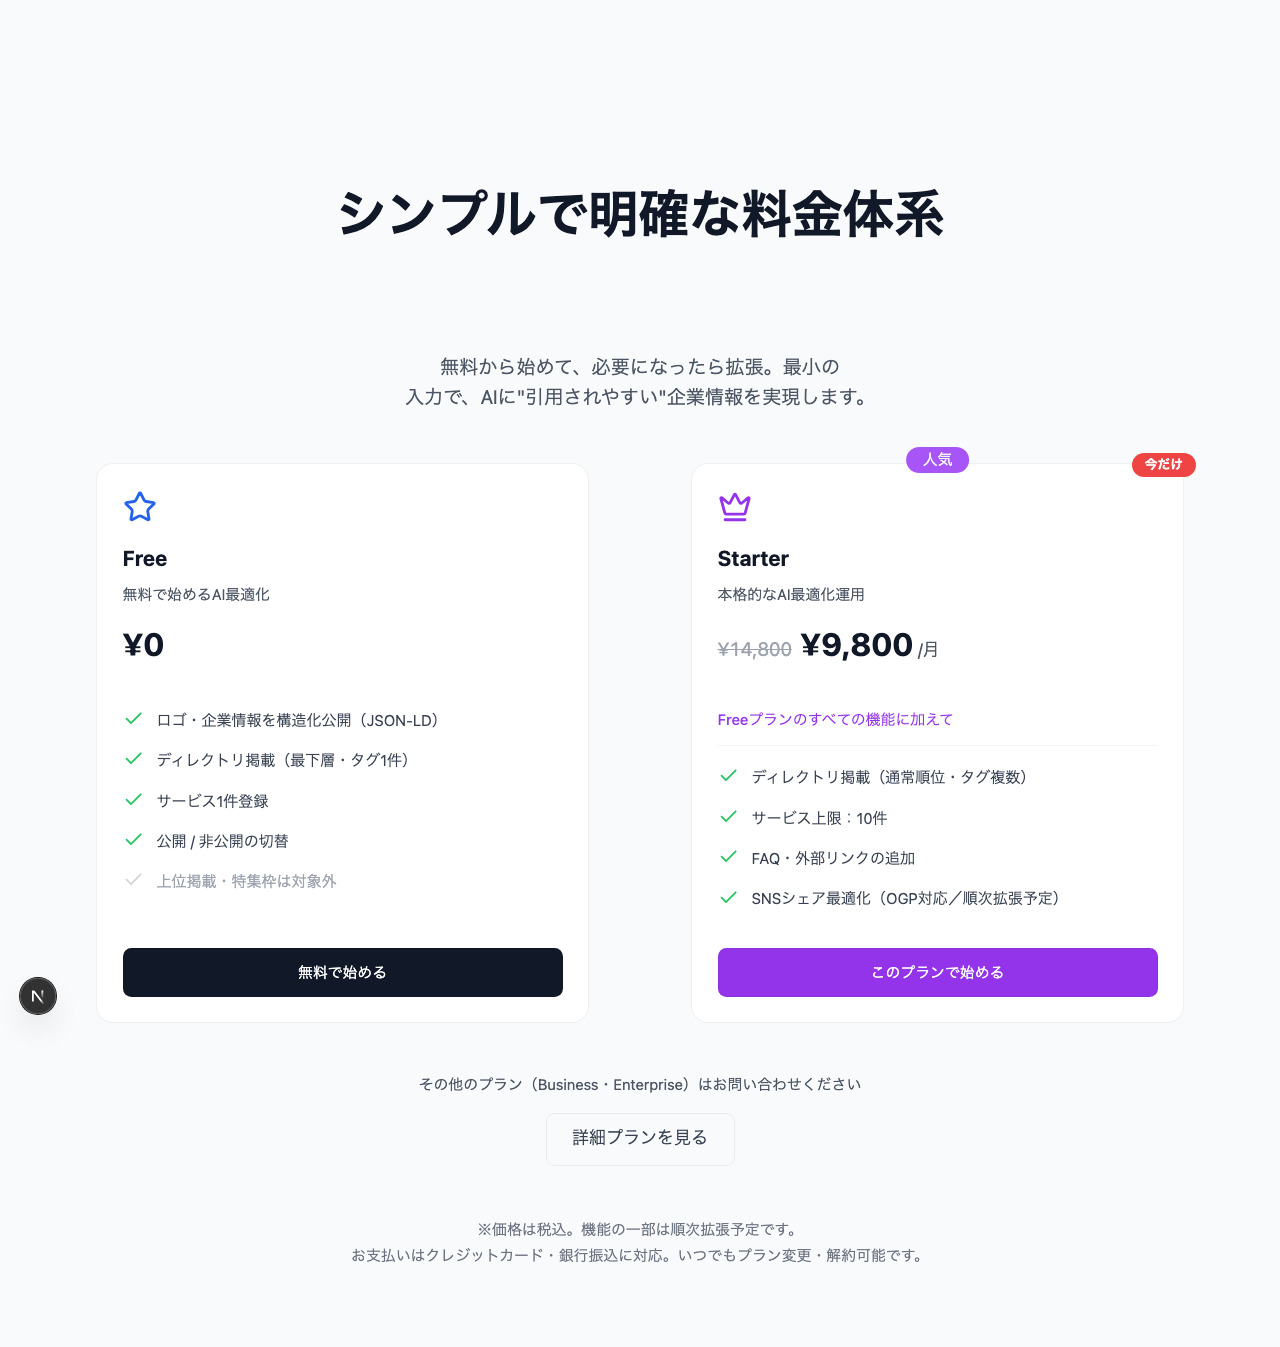 シンプルで明確な料金体系
無料から始めて、必要になったら拡張。最小の
入力で、AIに"引用されやすい"企業情報を実現します。
Free
無料で始めるAI最適化
¥0
ロゴ・企業情報を構造化公開（JSON-LD）
ディレクトリ掲載（最下層・タグ1件）
サービス1件登録
公開 / 非公開の切替
上位掲載・特集枠は対象外
無料で始める
人気
今だけ
Starter
本格的なAI最適化運用
¥14,800 ¥9,800 /月
Freeプランのすべての機能に加えて
ディレクトリ掲載（通常順位・タグ複数）
サービス上限：10件
FAQ・外部リンクの追加
SNSシェア最適化（OGP対応／順次拡張予定）
このプランで始める
N
その他のプラン（Business・Enterprise）はお問い合わせください
詳細プランを見る
※価格は税込。機能の一部は順次拡張予定です。
お支払いはクレジットカード・銀行振込に対応。いつでもプラン変更・解約可能です。